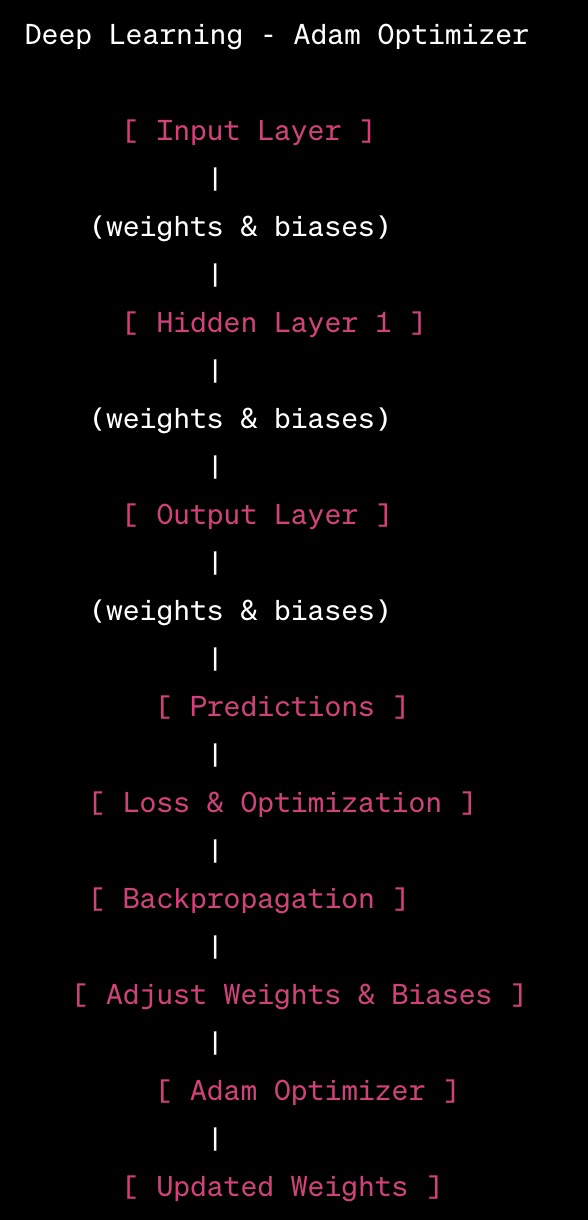 Deep Learning - Adam Optimizer
[ Input Layer ]
|
(weights & biases)
|
[ Hidden Layer 1 ]
|
(weights & biases)
|
[ Output Layer ]
|
(weights & biases)
|
[ Predictions ]
|
[ Loss & Optimization ]
|
[ Backpropagation ]
|
[ Adjust Weights & Biases ]
|
[ Adam Optimizer ]
|
[ Updated Weights ]